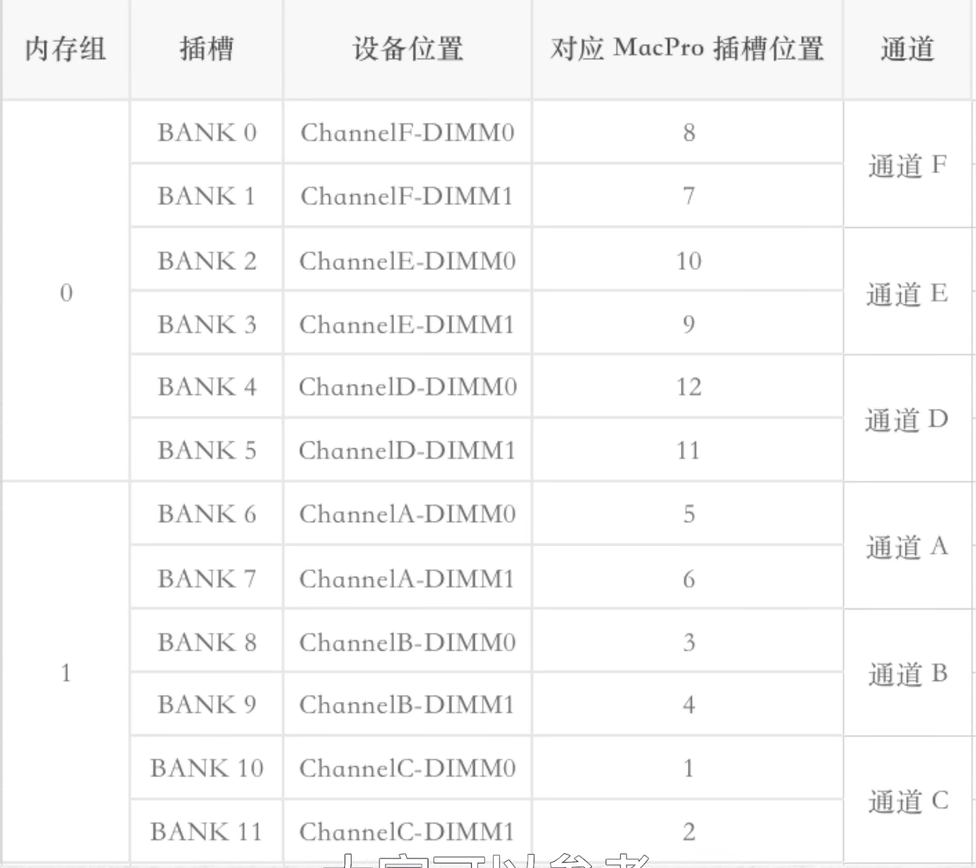 内存组 插槽 设备位置 对应 MacPro 插槽位置 通道
BANK 0 ChannelF-DIMM0 8
通道 F
BANK 1 ChannelF-DIMM1 7
BANK 2 ChannelE-DIMM0 10
通道 E
0
BANK 3 ChannelE-DIMM1 9
BANK 4 ChannelD-DIMM0 12
通道 D
BANK 5 ChannelD-DIMM1 11
BANK 6 ChannelA-DIMM0 5
通道 A
BANK 7 ChannelA-DIMM1 6
BANK 8 ChannelB-DIMM0 3
1
通道 B
BANK 9 ChannelB-DIMM1 4
BANK 10 ChannelC-DIMM0 1
通道 C
BANK 11 ChannelC-DIMM1 2